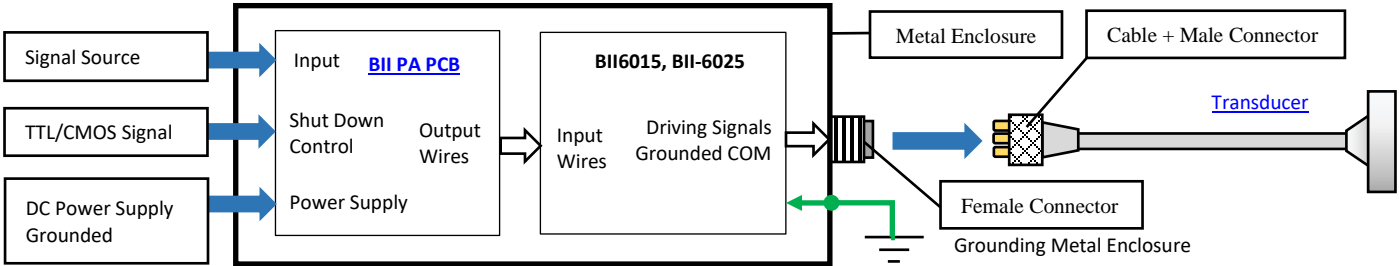 Signal Source
TTL/CMOS Signal
DC Power Supply
Grounded
Input
BII PA PCB
Shut Down
Control
Output
Wires
Power Supply
BII6015, BII-6025
Input
Wires
Driving Signals
Grounded COM
Metal Enclosure
Cable + Male Connector
Transducer
Female Connector
Grounding Metal Enclosure